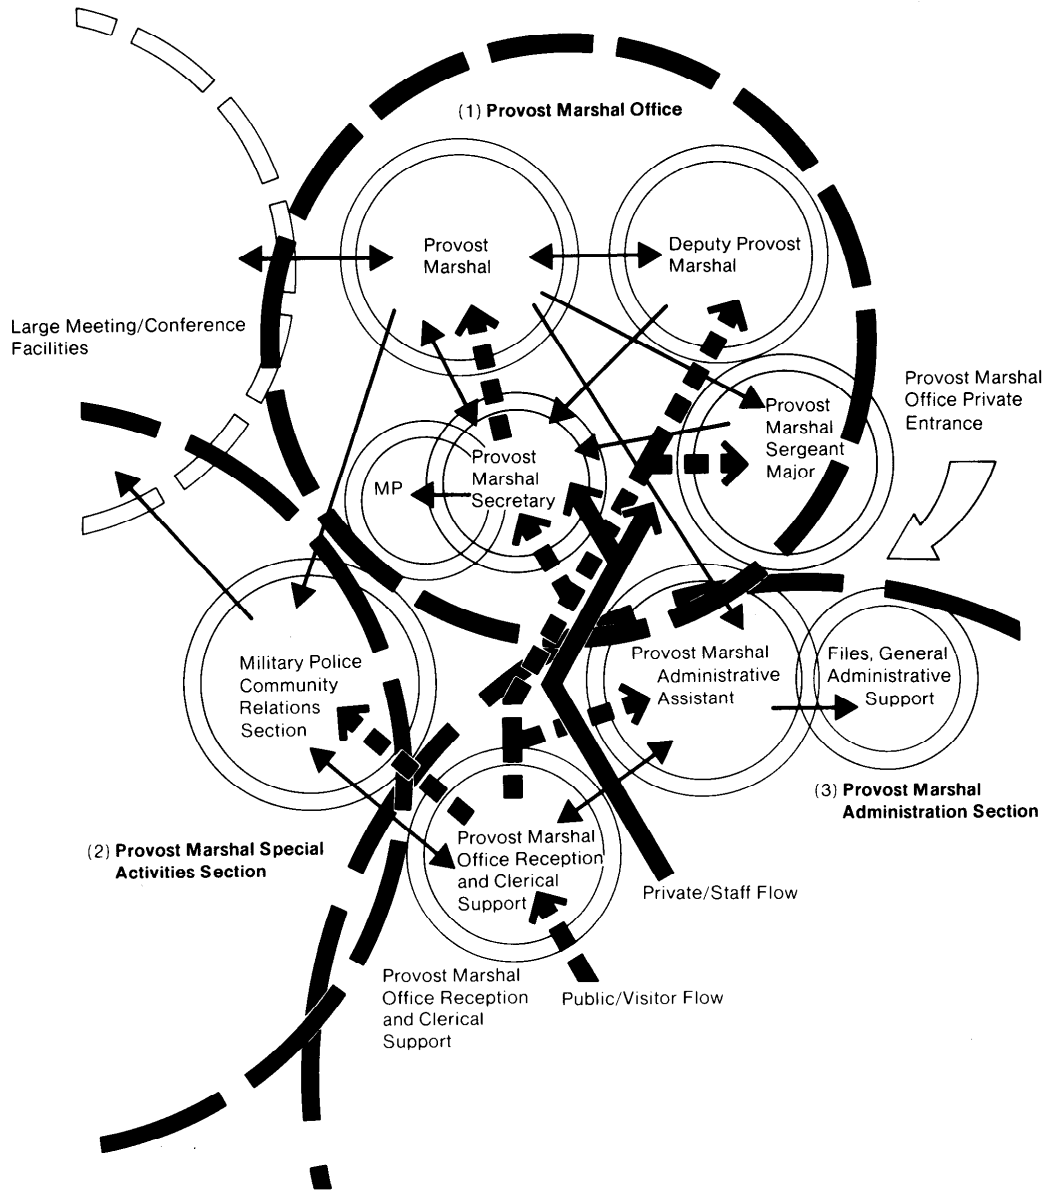 (1) Provost Marshal Office
Provost
Marshal
Deputy Provost
Marshal
Large Meeting/Conference
Facilities
Provost Marshal
Office Private
Entrance
Provost
Marshal
Sergeant
Major
Provost
Marshal
Secretary
MP
Military Police
Community
Relations
Section
Provost Marshal
Administrative
Assistant
Files, General
Administrative
Support
(3) Provost Marshal
Administration Section
(2) Provost Marshal Special
Activities Section
Provost Marshal
Office Reception
and Clerical
Support
Private/Staff Flow
Provost Marshal
Office Reception
and Clerical
Support
Public/Visitor Flow